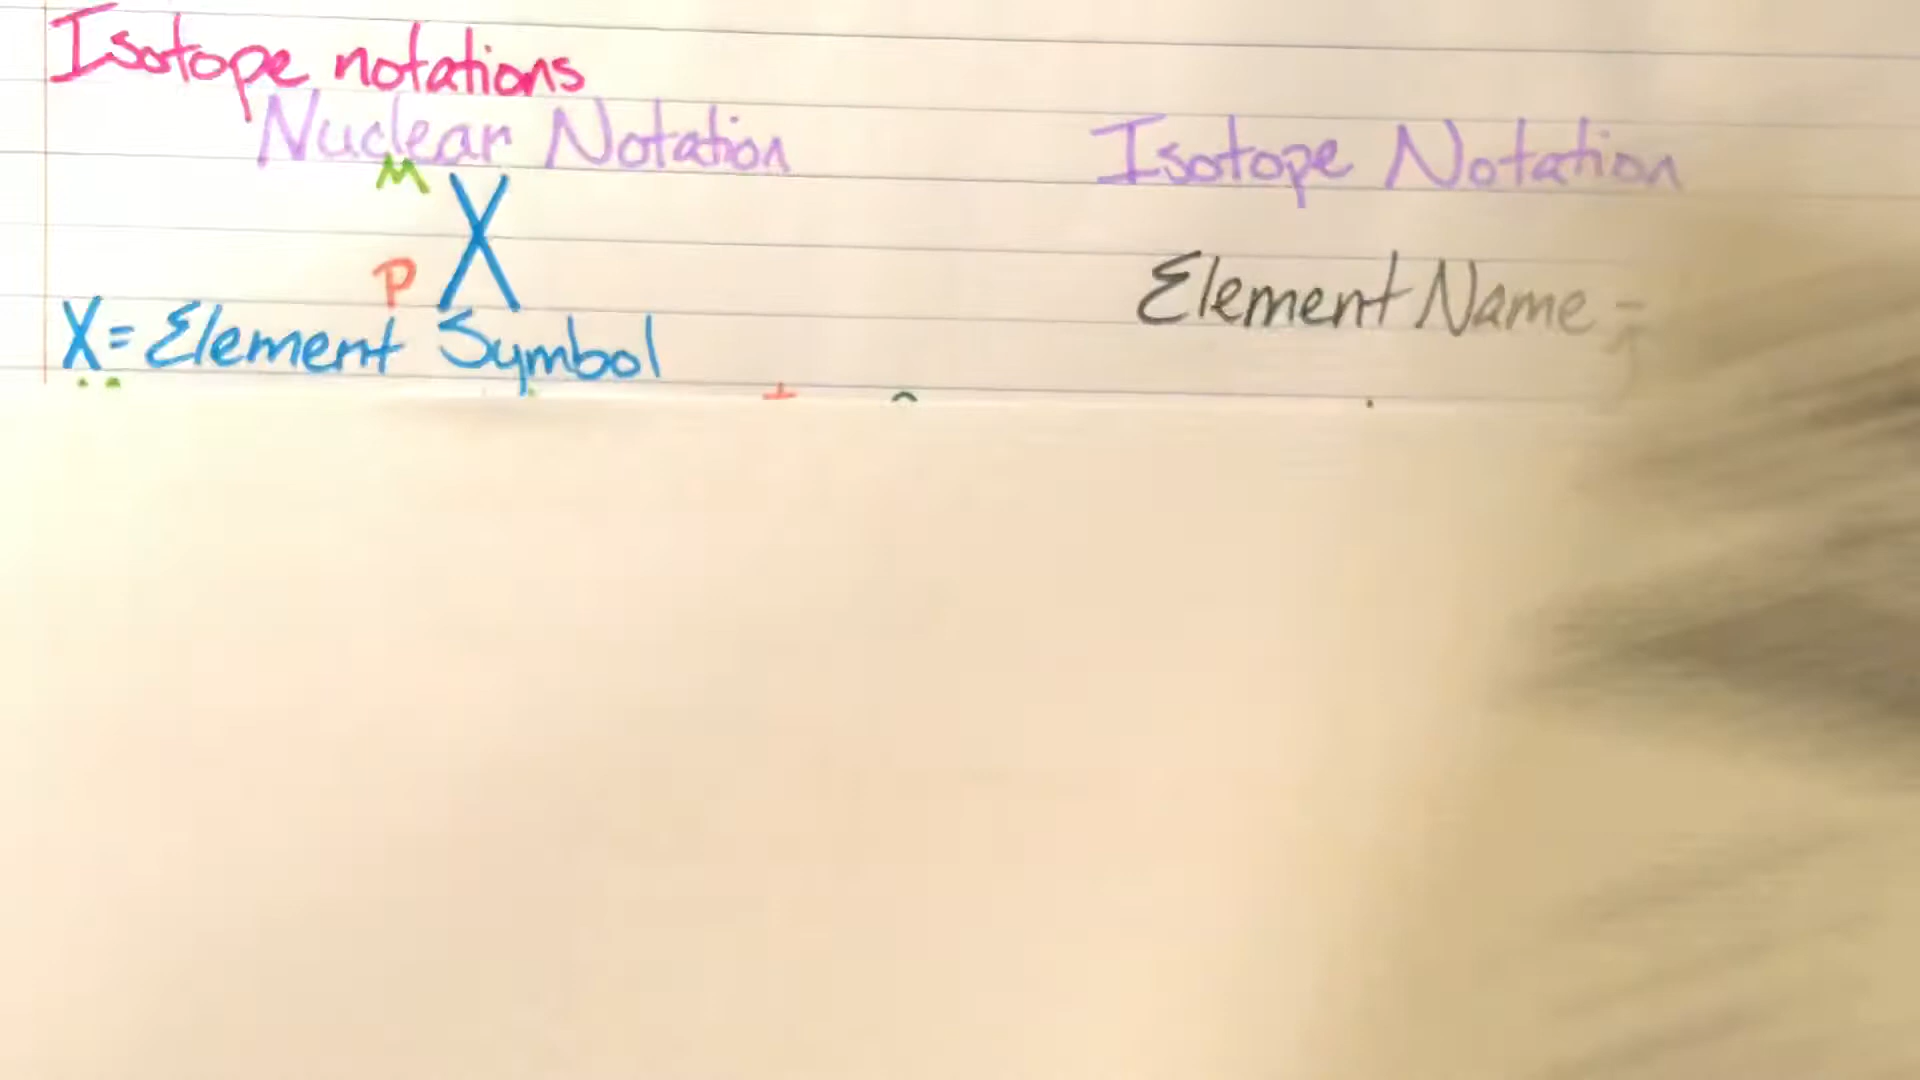 Isotope notations
Nuclear Notation
M
X
P
X = Element Symbol
Isotope Notation
Element Name -